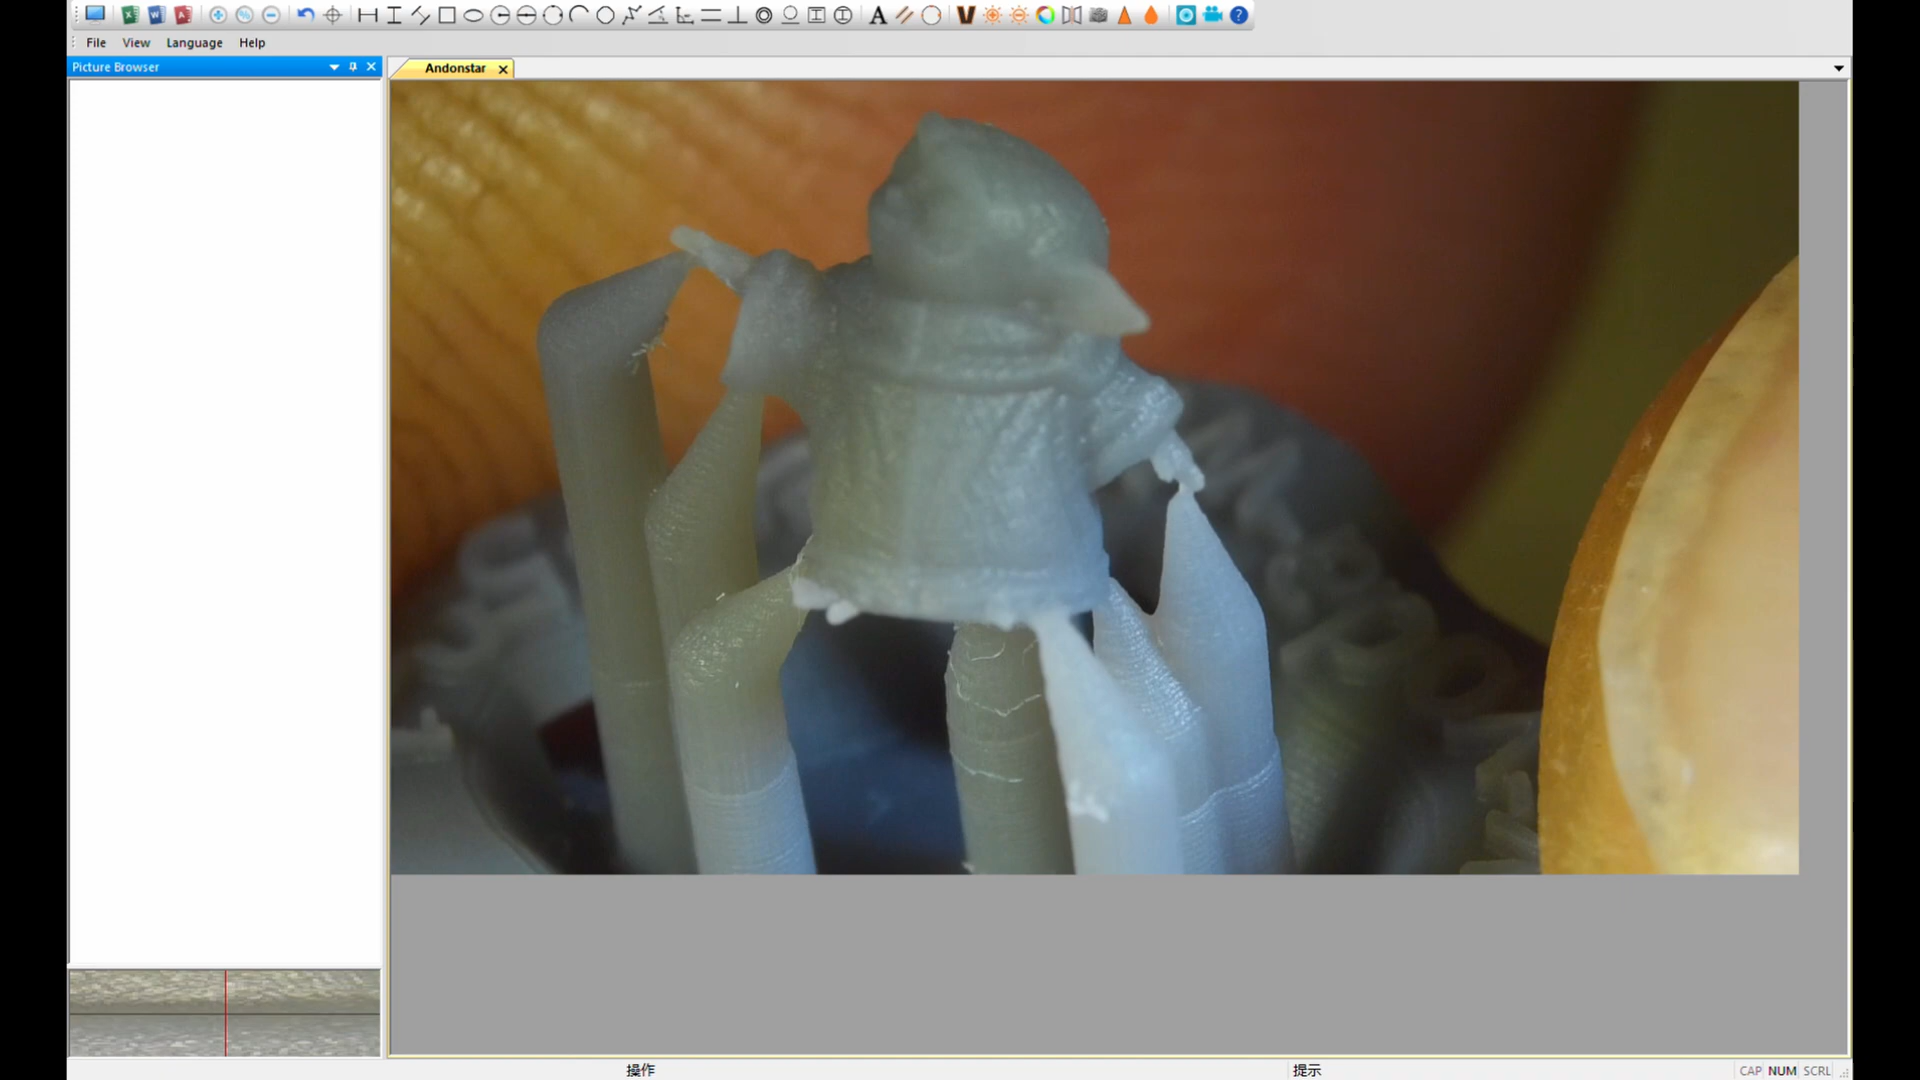 File View Language Help
Picture Browser
Andonstar
操作
提示
CAP NUM SCRL